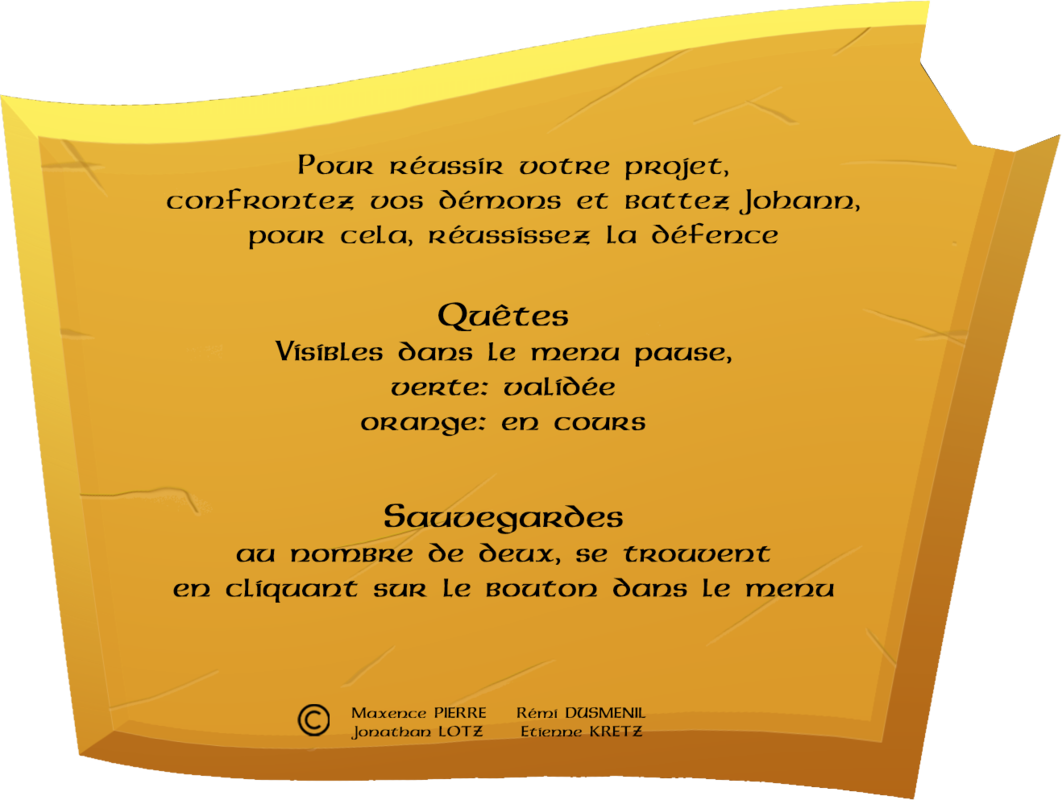 Pour réussir votre projet,
confrontez vos démons et battez Johann,
pour cela, réussissez la défence
Quêtes
Visibles dans le menu pause,
verte: validée
orange: en cours
Sauvegardes
au nombre de deux, se trouvent
en cliquant sur le bouton dans le menu
© Maxence PIERRE Rémi DUSMENIL
Jonathan LOTZ Etienne KRETZ